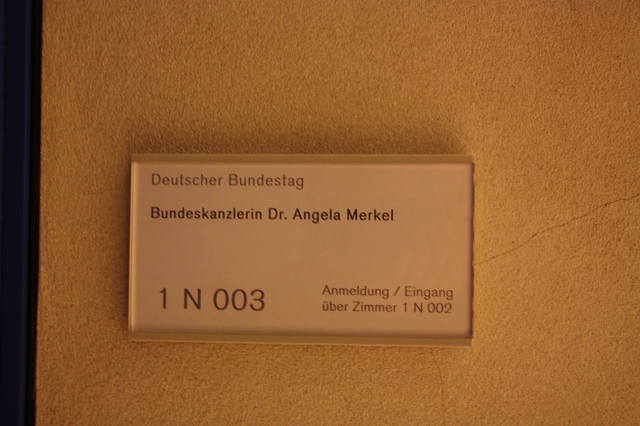 Deutscher Bundestag
Bundeskanzlerin Dr. Angela Merkel
1 N 003
Anmeldung / Eingang
über Zimmer 1 N 002